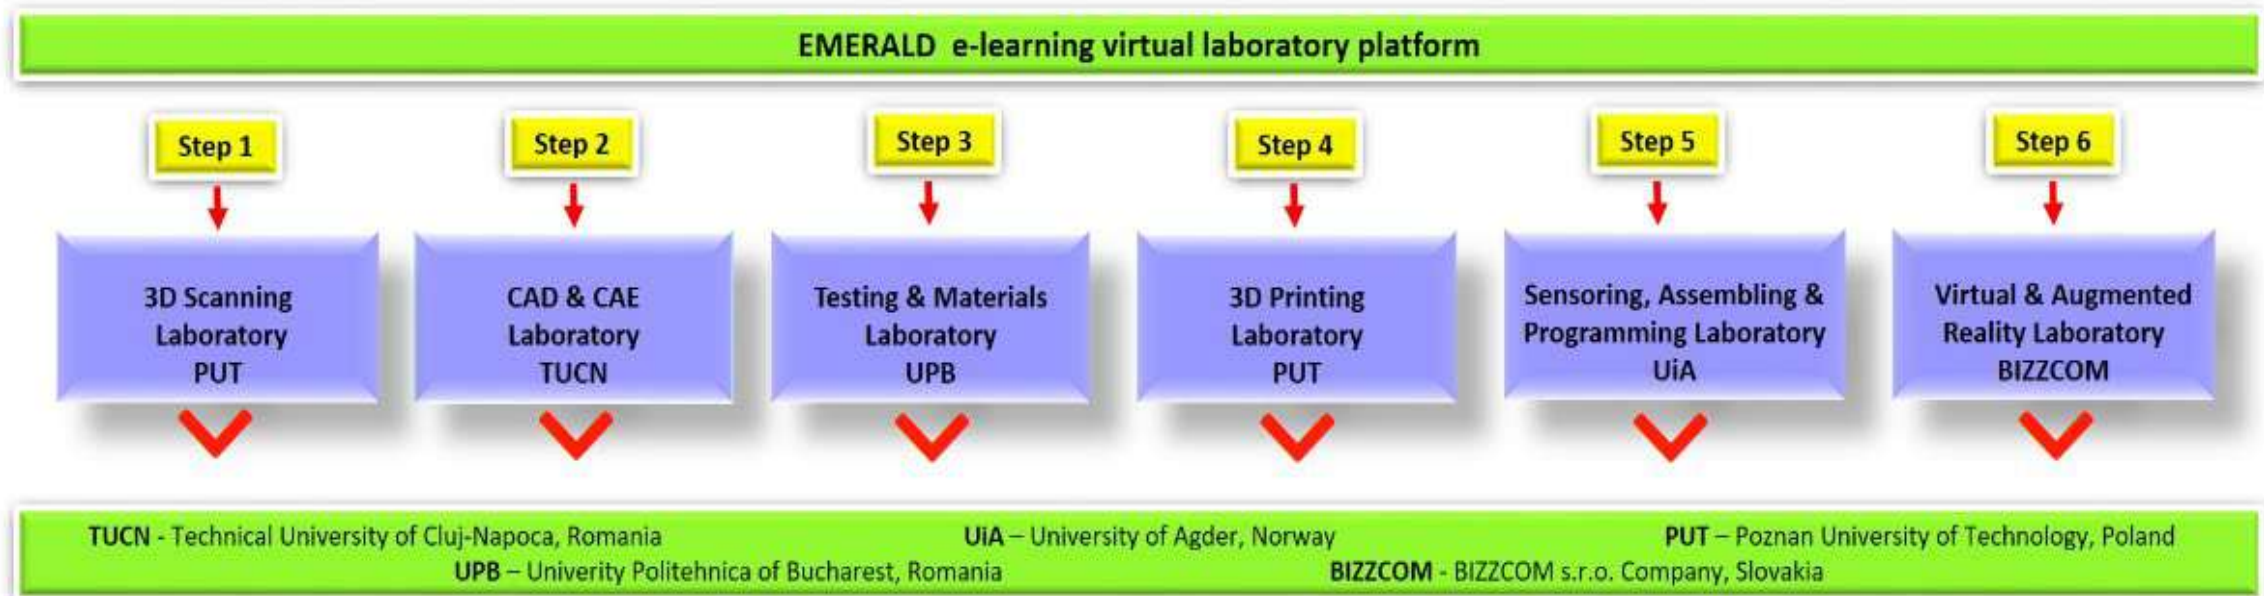 EMERALD e-learning virtual laboratory platform
Step 1
Step 2
Step 3
Step 4
Step 5
Step 6
3D Scanning
Laboratory
PUT
CAD & CAE
Laboratory
TUCN
Testing & Materials
Laboratory
UPB
3D Printing
Laboratory
PUT
Sensoring, Assembling &
Programming Laboratory
UiA
Virtual & Augmented
Reality Laboratory
BIZZCOM
TUCN - Technical University of Cluj-Napoca, Romania
UiA – University of Agder, Norway
PUT – Poznan University of Technology, Poland
UPB – Univerity Politehnica of Bucharest, Romania
BIZZCOM - BIZZCOM s.r.o. Company, Slovakia